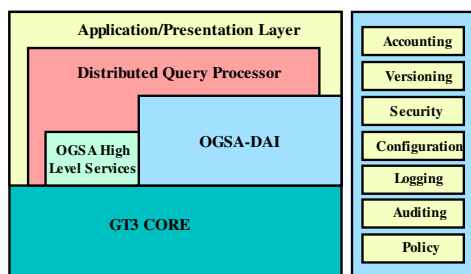 Application/Presentation Layer
Distributed Query Processor
OGSA-DAI
OGSA High
Level Services
GT3 CORE
Accounting
Versioning
Security
Configuration
Logging
Auditing
Policy